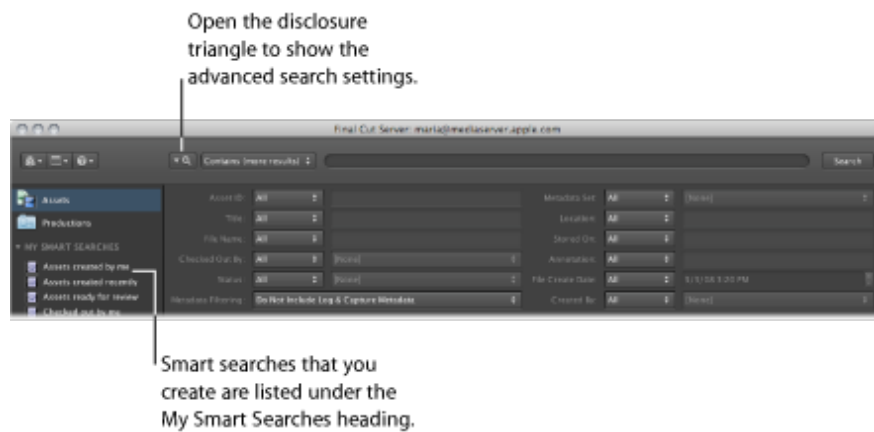 Open the disclosure
triangle to show the
advanced search settings.
Final Cut Server: maria@mediaserver.apple.com
Contains (more results)
Search
Assets
Productions
MY SMART SEARCHES
Assets created by me
Assets created recently
Assets ready for review
Checked out by me
Asset ID: All
Title: All
File Name: All
Checked Out By: All [None]
Status: All [None]
Metadata Filtering: Do Not Include Log & Capture Metadata
Metadata Set: All [None]
Location: All
Stored On: All
Annotation: All
File Create Date: All
Created By: All [None]
Smart searches that you
create are listed under the
My Smart Searches heading.